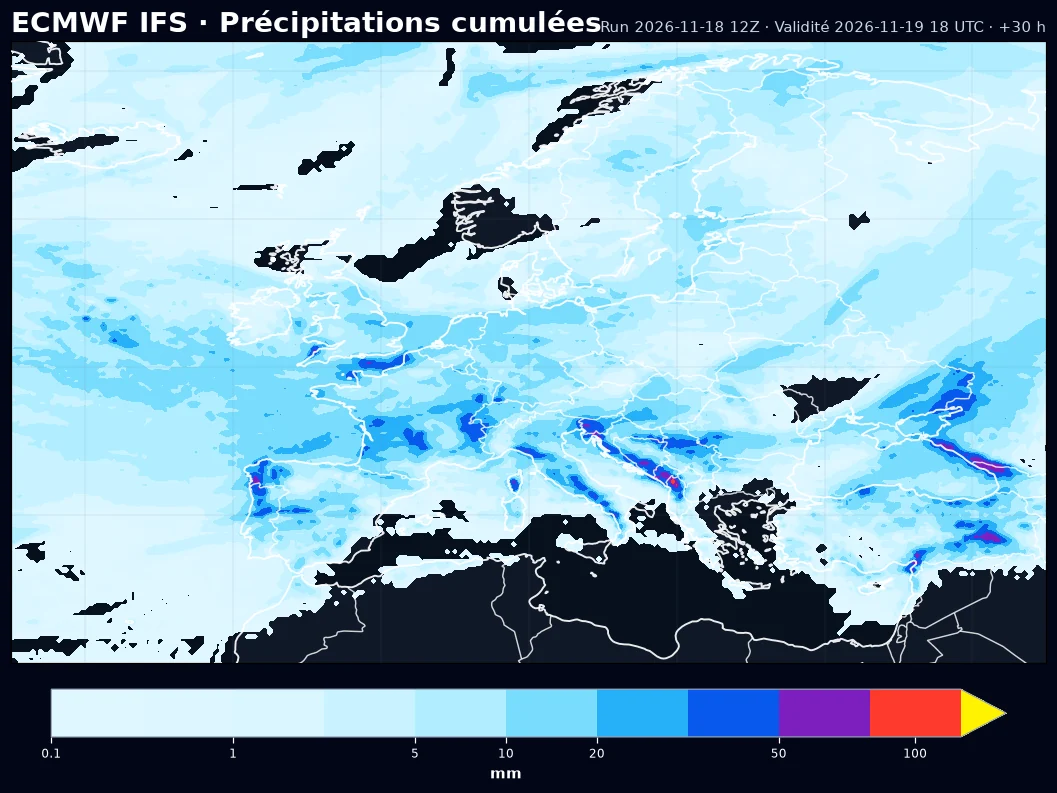 ECMWF IFS · Précipitations cumulées
Run 2026-11-18 12Z · Validité 2026-11-19 18 UTC · +30 h
0.1 1 5 10 20 50 100
mm